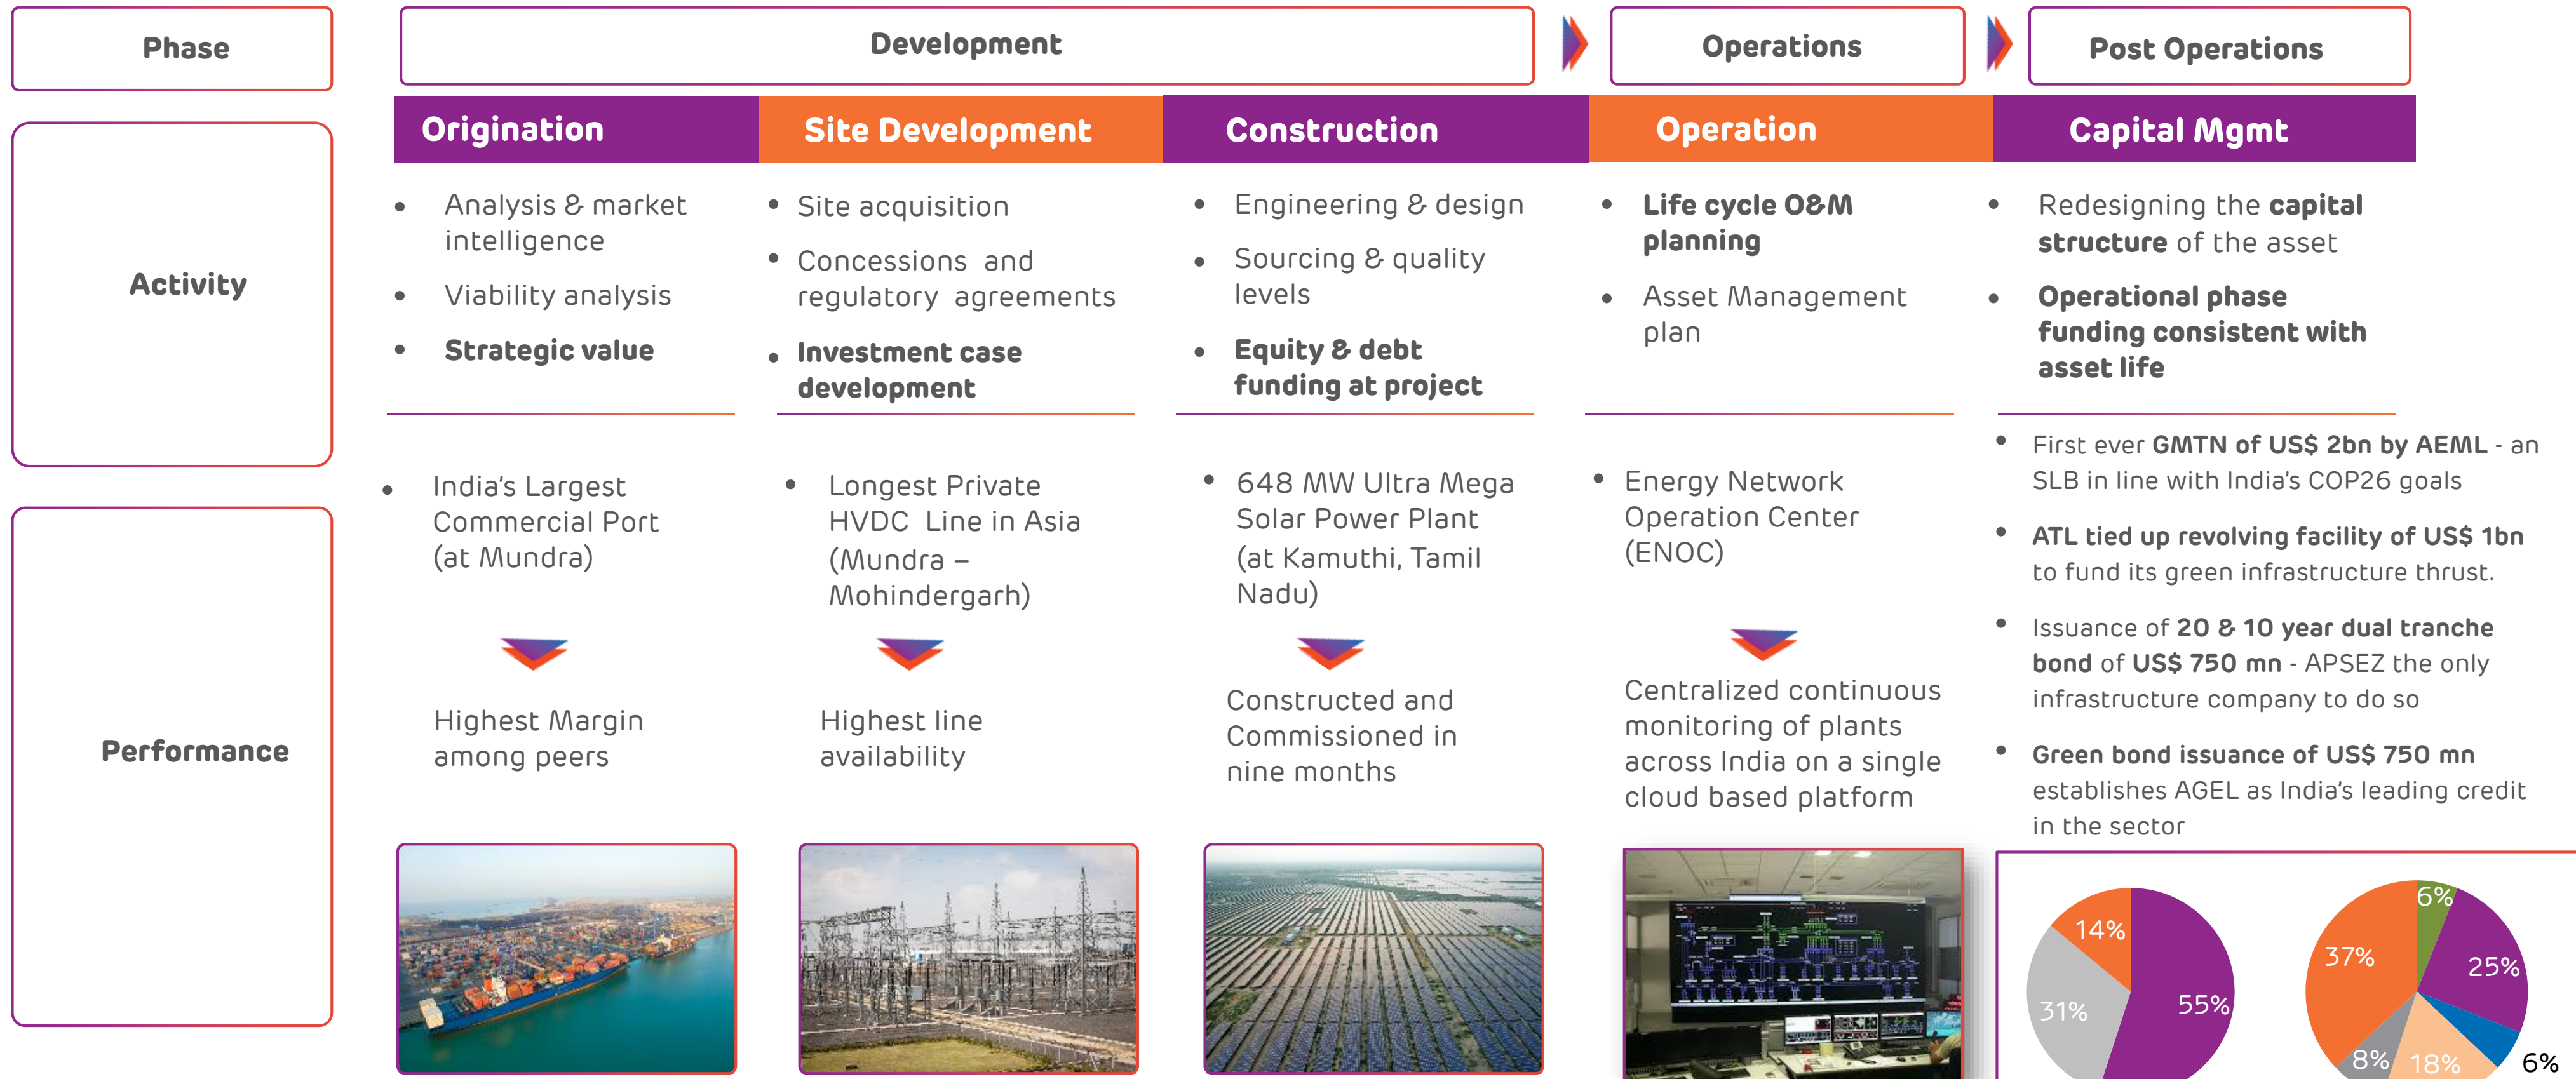 Phase
Development
Operations
Post Operations
Activity
Performance
Origination
Analysis & market
intelligence
Viability analysis
Strategic value
India's Largest
Commercial Port
(at Mundra)
Highest Margin
among peers
Site Development
Site acquisition
Concessions and
regulatory agreements
Investment case
development
Longest Private
HVDC Line in Asia
(Mundra –
Mohindergarh)
Highest line
availability
Construction
Engineering & design
Sourcing & quality
levels
Equity & debt
funding at project
648 MW Ultra Mega
Solar Power Plant
(at Kamuthi, Tamil
Nadu)
Constructed and
Commissioned in
nine months
Operation
Life cycle O&M
planning
Asset Management
plan
Energy Network
Operation Center
(ENOC)
Centralized continuous
monitoring of plants
across India on a single
cloud based platform
Capital Mgmt
Redesigning the capital
structure of the asset
Operational phase
funding consistent with
asset life
First ever GMTN of US$ 2bn by AEML - an
SLB in line with India's COP26 goals
ATL tied up revolving facility of US$ 1bn
to fund its green infrastructure thrust.
Issuance of 20 & 10 year dual tranche
bond of US$ 750 mn - APSEZ the only
infrastructure company to do so
Green bond issuance of US$ 750 mn
establishes AGEL as India's leading credit
in the sector
14%
31%
55%
6%
37%
25%
8%
18%
6%